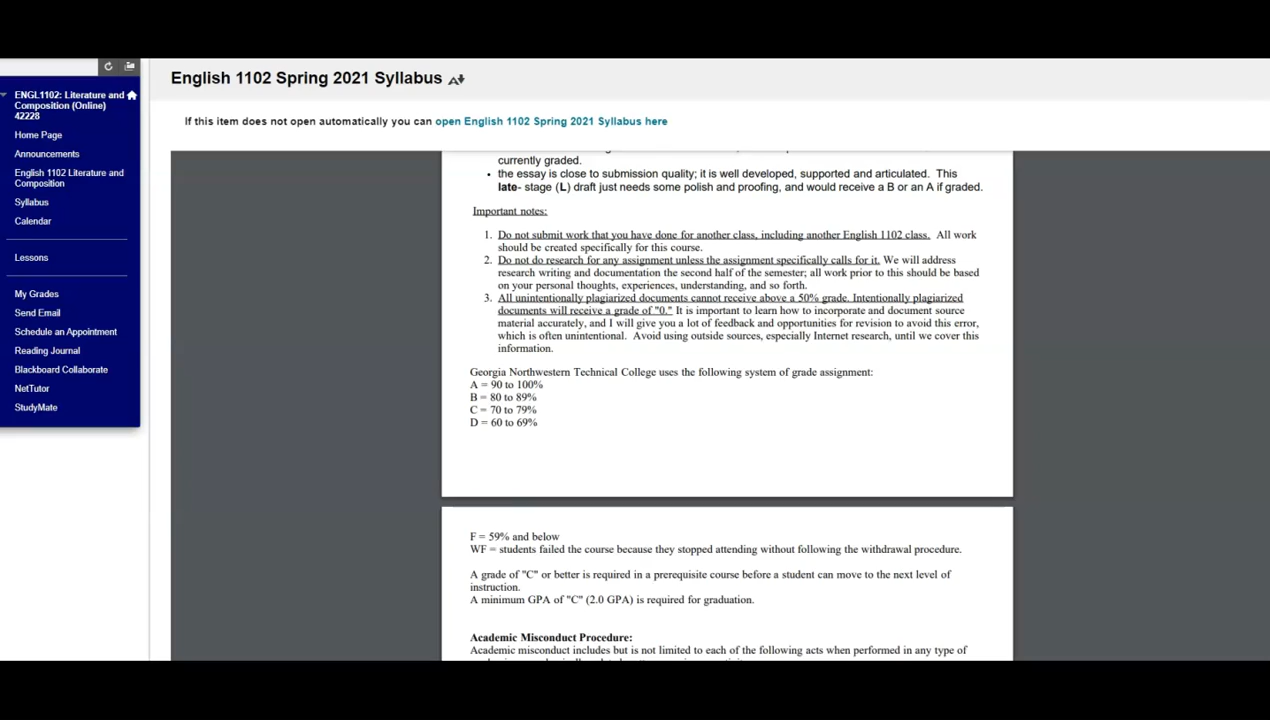 English 1102 Spring 2021 Syllabus
If this item does not open automatically you can open English 1102 Spring 2021 Syllabus here
ENGL1102: Literature and
Composition (Online)
42228
Home Page
Announcements
English 1102 Literature and
Composition
Syllabus
Calendar
Lessons
My Grades
Send Email
Schedule an Appointment
Reading Journal
Blackboard Collaborate
NetTutor
StudyMate
currently graded.
• the essay is close to submission quality; it is well developed, supported and articulated. This
late- stage (L) draft just needs some polish and proofing, and would receive a B or an A if graded.
Important notes:
1. Do not submit work that you have done for another class, including another English 1102 class. All work
should be created specifically for this course.
2. Do not do research for any assignment unless the assignment specifically calls for it. We will address
research writing and documentation the second half of the semester; all work prior to this should be based
on your personal thoughts, experiences, understanding, and so forth.
3. All unintentionally plagiarized documents cannot receive above a 50% grade. Intentionally plagiarized
documents will receive a grade of "0." It is important to learn how to incorporate and document source
material accurately, and I will give you a lot of feedback and opportunities for revision to avoid this error,
which is often unintentional. Avoid using outside sources, especially Internet research, until we cover this
information.
Georgia Northwestern Technical College uses the following system of grade assignment:
A = 90 to 100%
B = 80 to 89%
C = 70 to 79%
D = 60 to 69%
F = 59% and below
WF = students failed the course because they stopped attending without following the withdrawal procedure.
A grade of "C" or better is required in a prerequisite course before a student can move to the next level of
instruction.
A minimum GPA of "C" (2.0 GPA) is required for graduation.
Academic Misconduct Procedure:
Academic misconduct includes but is not limited to each of the following acts when performed in any type of